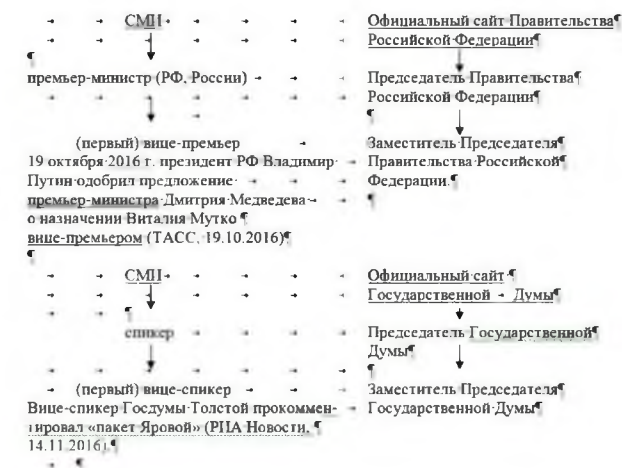 СМИ
Официальный сайт Правительства
Российской Федерации
премьер-министр (РФ, России)
Председатель Правительства
Российской Федерации
(первый) вице-премьер
Заместитель Председателя
19 октября 2016 г. президент РФ Владимир
Правительства Российской
Путин одобрил предложение
Федерации.
премьер-министра Дмитрия Медведева
о назначении Виталия Мутко
вице-премьером (ТАСС, 19.10.2016)
СМИ
Официальный сайт
Государственной Думы
спикер
Председатель Государственной
Думы
(первый) вице-спикер
Заместитель Председателя
Вице-спикер Госдумы Толстой прокоммен-
Государственной Думы
тировал «пакет Яровой» (РИА Новости,
14.11.2016).